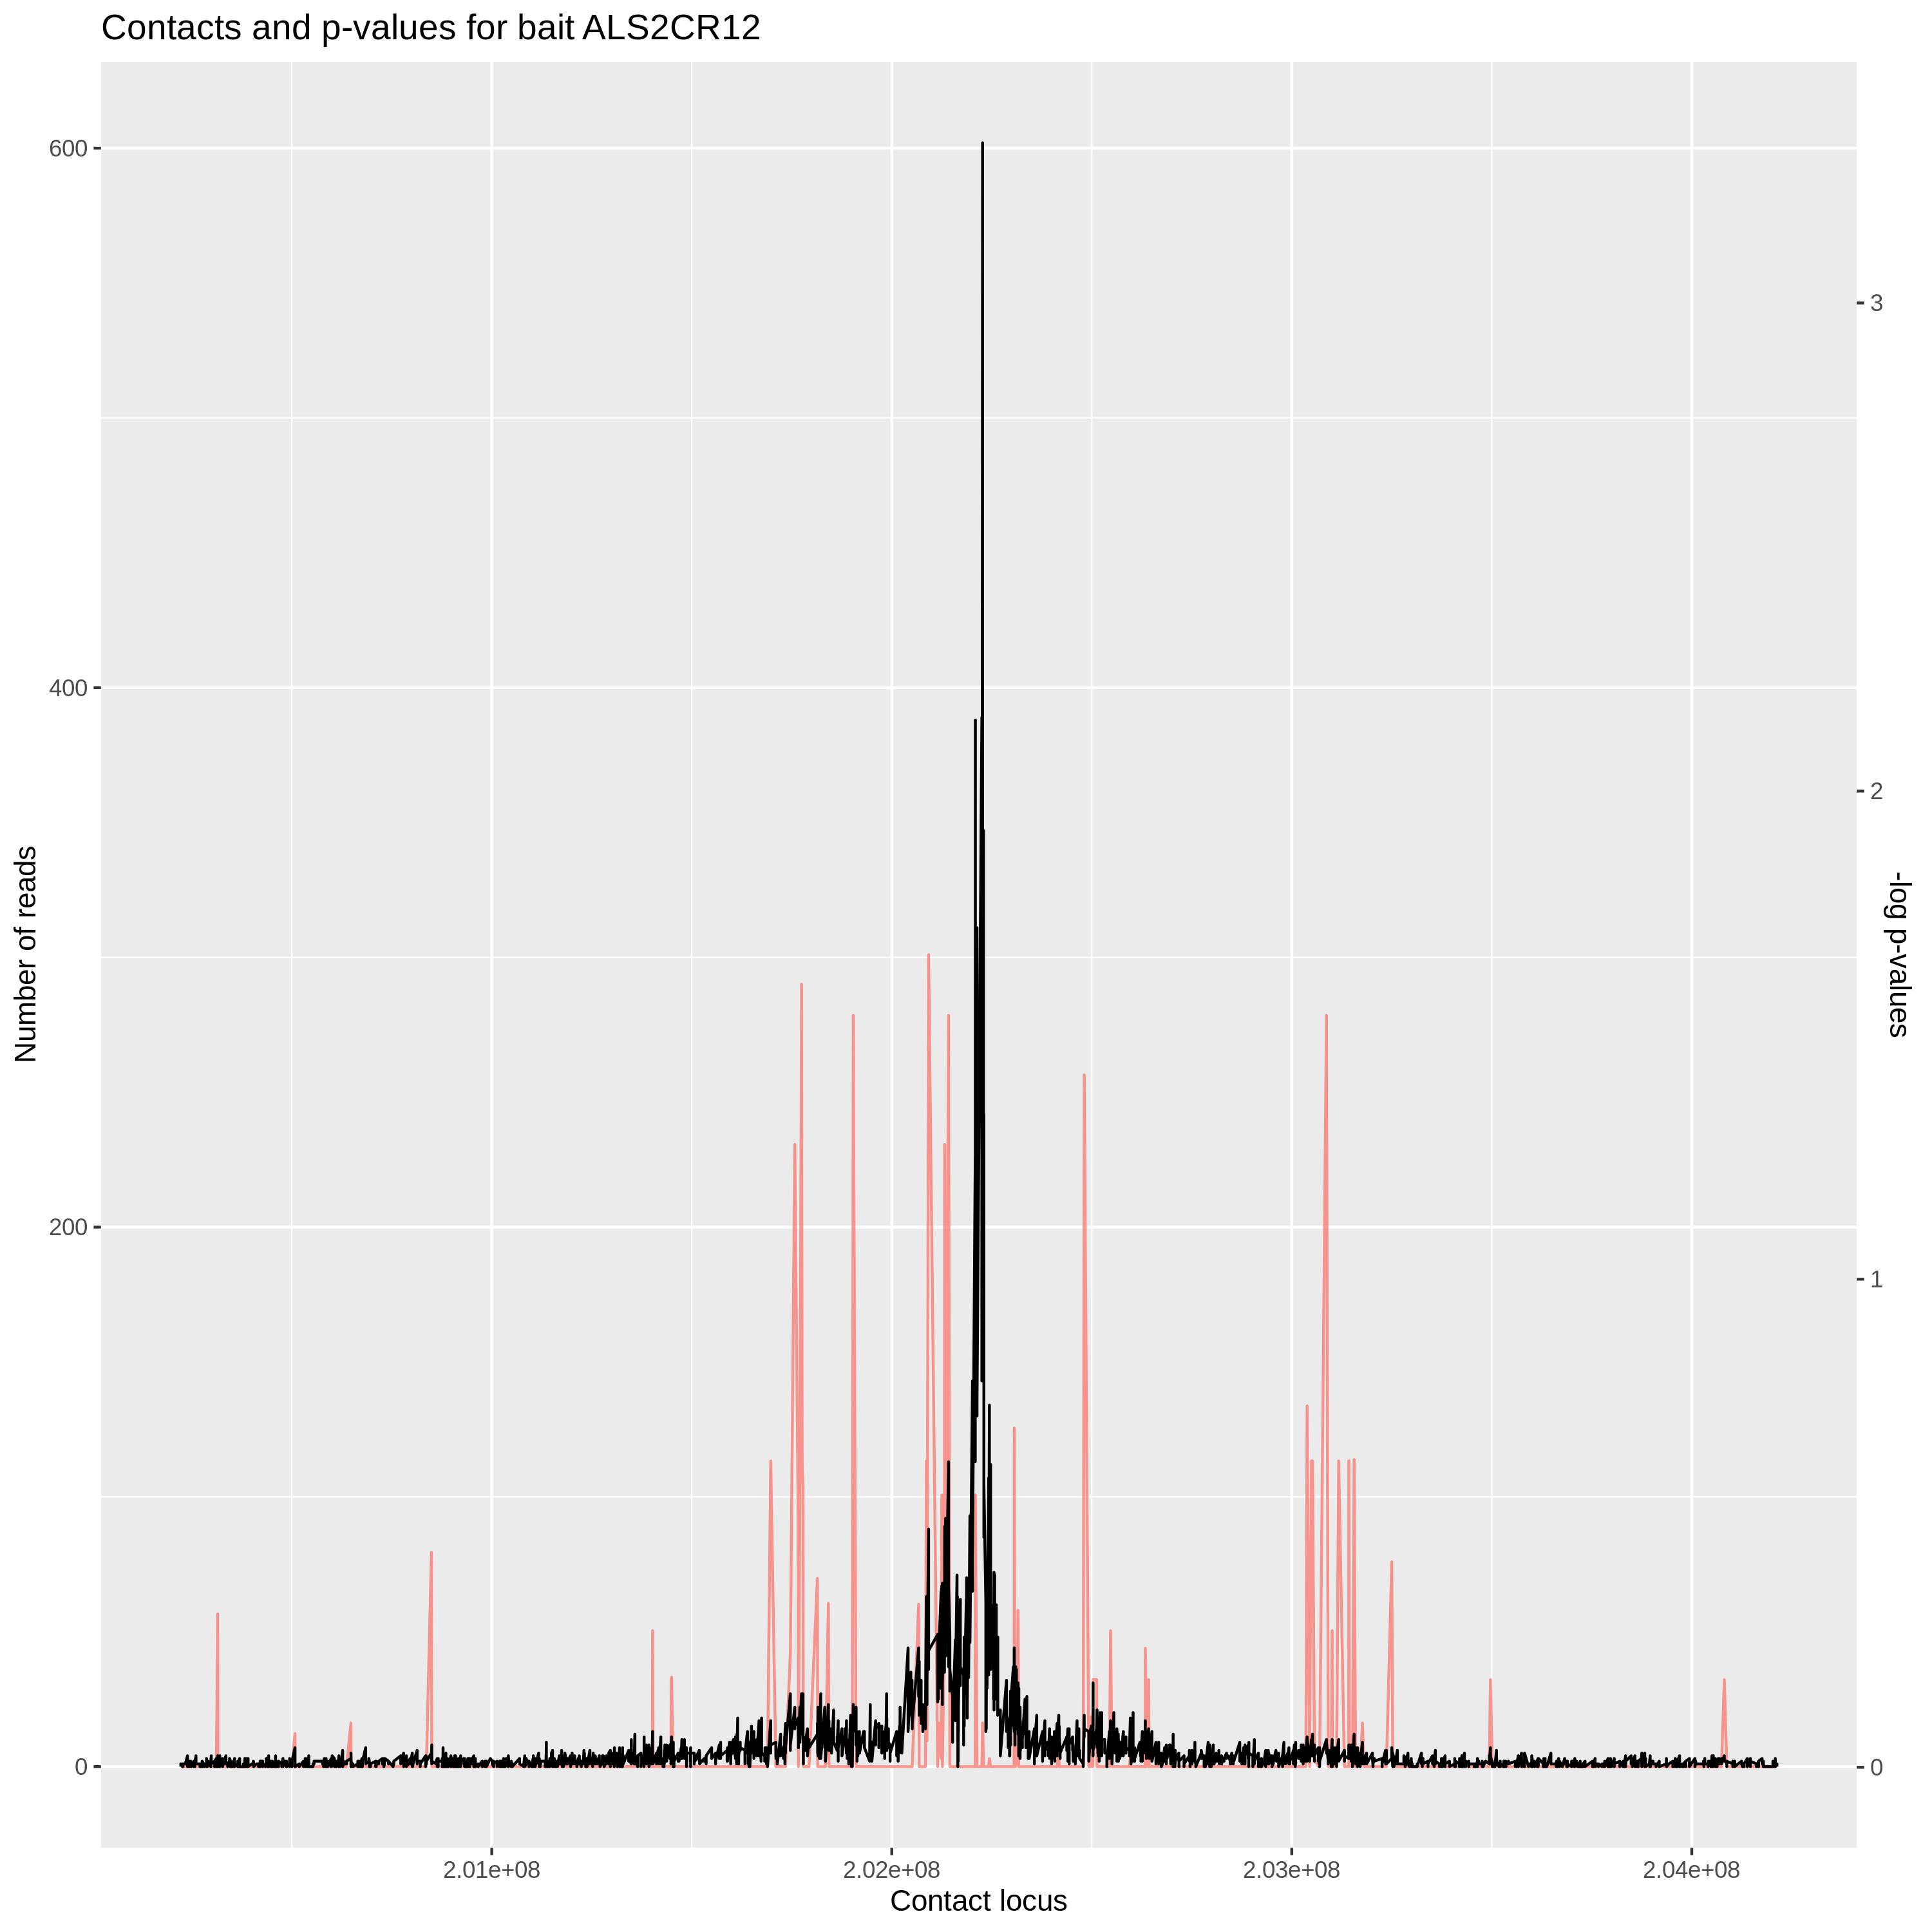 Contacts and p-values for bait ALS2CR12
600
400
200
0
Number of reads
3
2
1
0
-log p-values
2.01e+08
2.02e+08
2.03e+08
2.04e+08
Contact locus